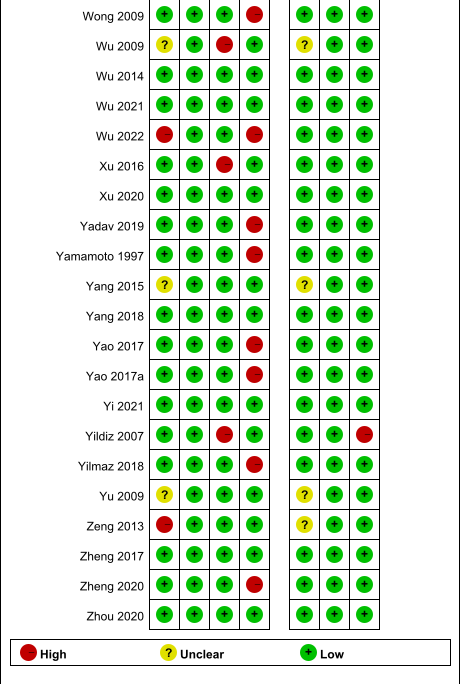 Wong 2009 + + + - + + +
Wu 2009 ? + - + ? + +
Wu 2014 + + + + + + +
Wu 2021 + + + + + + +
Wu 2022 - + + - + + +
Xu 2016 + + - + + + +
Xu 2020 + + + + + + +
Yadav 2019 + + + - + + +
Yamamoto 1997 + + + - + + +
Yang 2015 ? + + + ? + +
Yang 2018 + + + + + + +
Yao 2017 + + + - + + +
Yao 2017a + + + - + + +
Yi 2021 + + + + + + +
Yildiz 2007 + + - + + + -
Yilmaz 2018 + + + - + + +
Yu 2009 ? + + + ? + +
Zeng 2013 - + + + ? + +
Zheng 2017 + + + + + + +
Zheng 2020 + + + - + + +
Zhou 2020 + + + + + + +
- High ? Unclear + Low